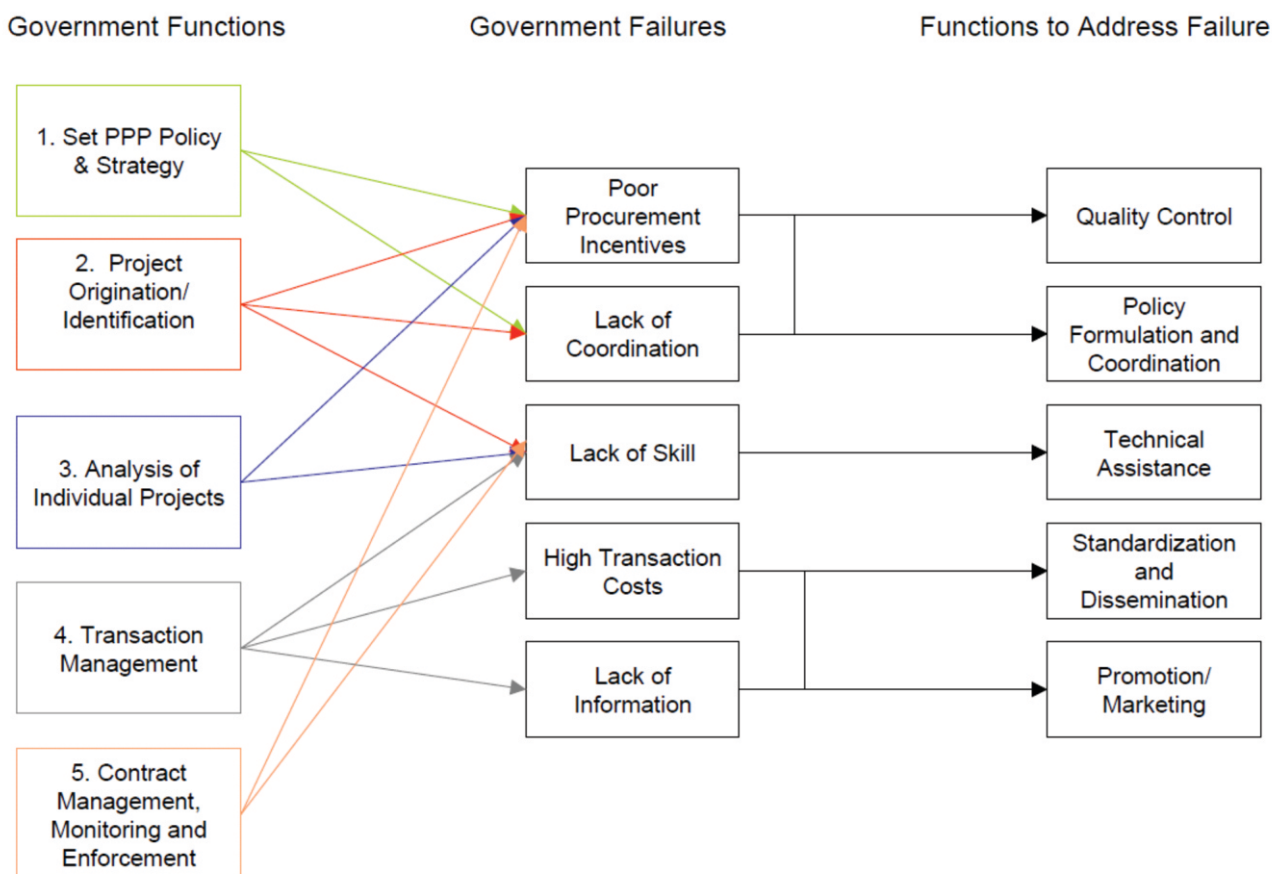 Government Functions
Government Failures
Functions to Address Failure
1. Set PPP Policy
& Strategy
2. Project
Origination/
Identification
3. Analysis of
Individual Projects
4. Transaction
Management
5. Contract
Management,
Monitoring and
Enforcement
Poor
Procurement
Incentives
Lack of
Coordination
Lack of Skill
High Transaction
Costs
Lack of
Information
Quality Control
Policy
Formulation and
Coordination
Technical
Assistance
Standardization
and
Dissemination
Promotion/
Marketing